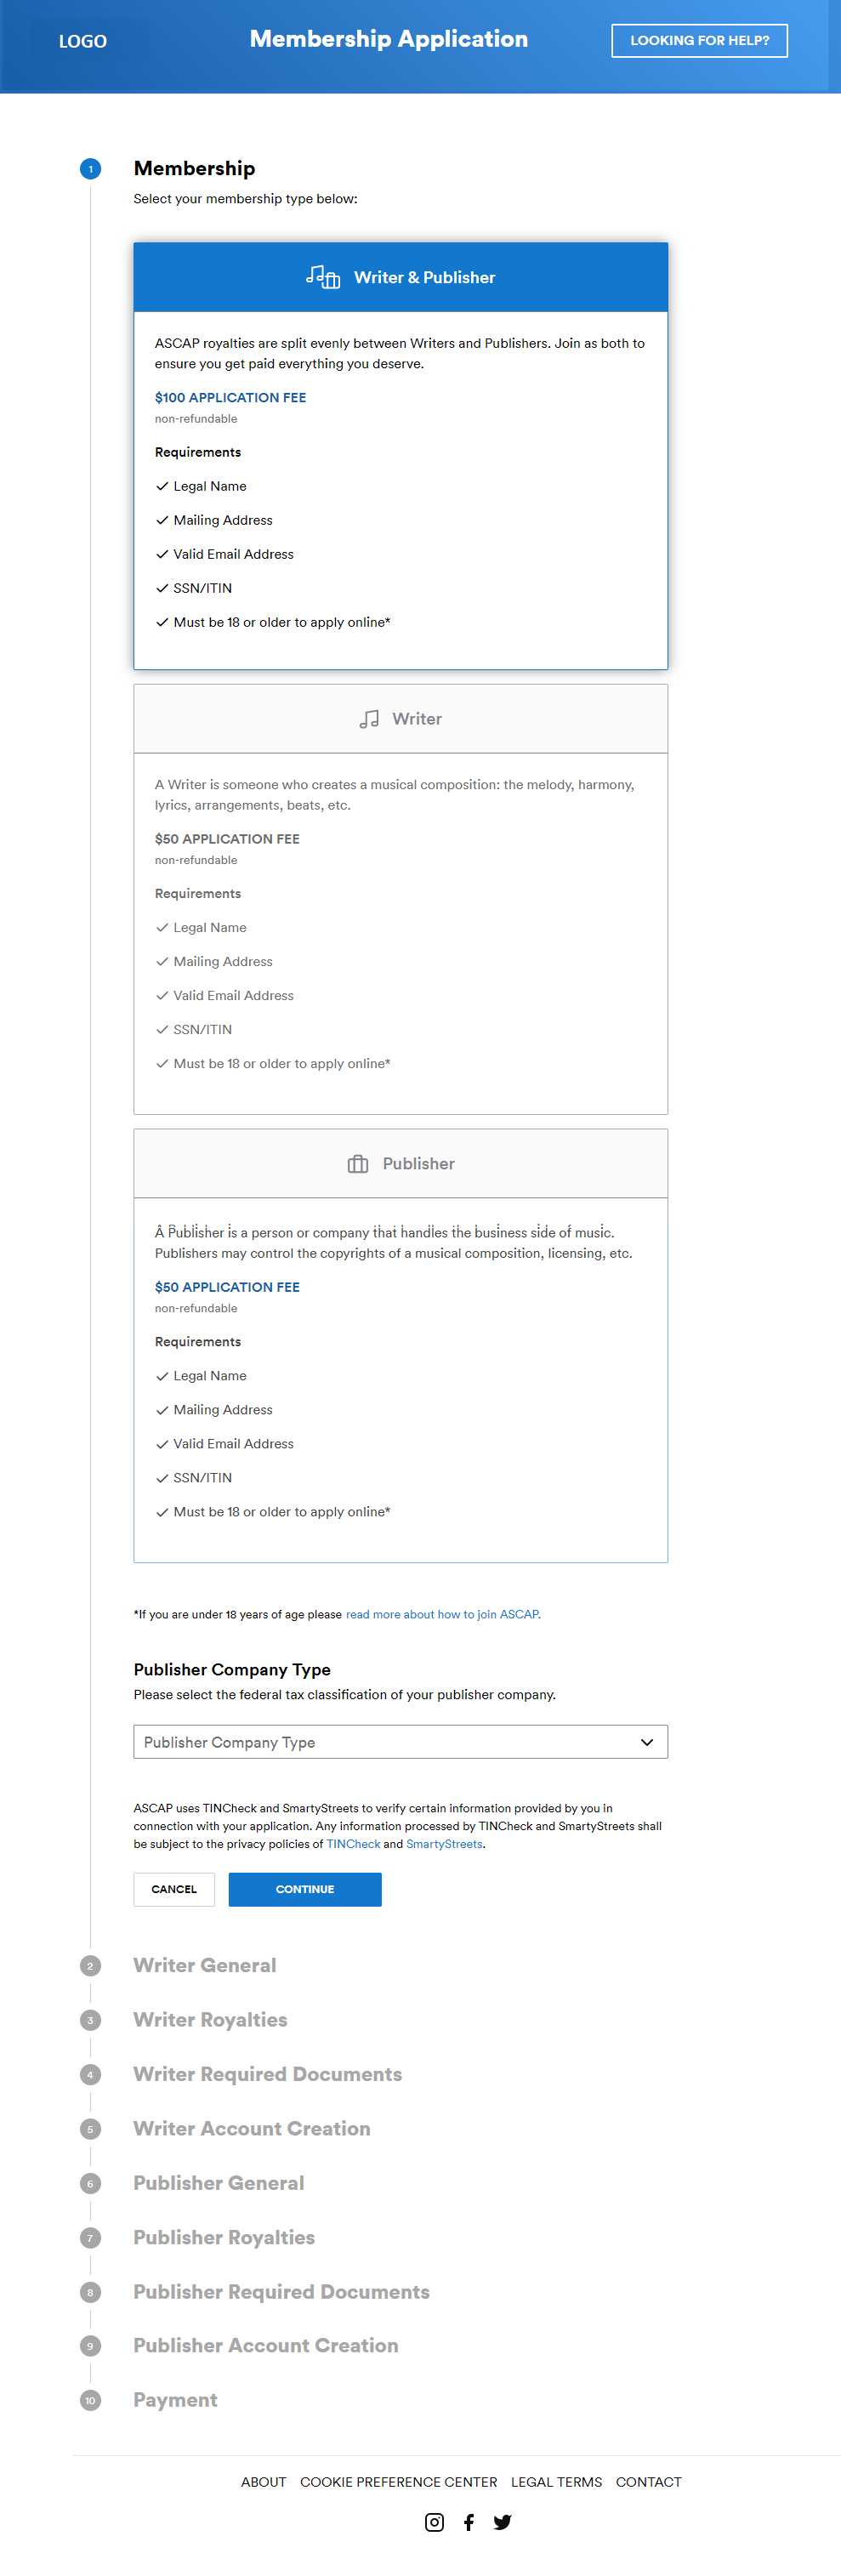 LOGO
Membership Application
LOOKING FOR HELP?
1
Membership
Select your membership type below:
Writer & Publisher
ASCAP royalties are split evenly between Writers and Publishers. Join as both to
ensure you get paid everything you deserve.
$100 APPLICATION FEE
non-refundable
Requirements
Legal Name
Mailing Address
Valid Email Address
SSN/ITIN
Must be 18 or older to apply online*
Writer
A Writer is someone who creates a musical composition: the melody, harmony,
lyrics, arrangements, beats, etc.
$50 APPLICATION FEE
non-refundable
Requirements
Legal Name
Mailing Address
Valid Email Address
SSN/ITIN
Must be 18 or older to apply online*
Publisher
A Publisher is a person or company that handles the business side of music.
Publishers may control the copyrights of a musical composition, licensing, etc.
$50 APPLICATION FEE
non-refundable
Requirements
Legal Name
Mailing Address
Valid Email Address
SSN/ITIN
Must be 18 or older to apply online*
*If you are under 18 years of age please read more about how to join ASCAP.
Publisher Company Type
Please select the federal tax classification of your publisher company.
Publisher Company Type
ASCAP uses TINCheck and SmartyStreets to verify certain information provided by you in
connection with your application. Any information processed by TINCheck and SmartyStreets shall
be subject to the privacy policies of TINCheck and SmartyStreets.
CANCEL
CONTINUE
2
Writer General
3
Writer Royalties
4
Writer Required Documents
5
Writer Account Creation
6
Publisher General
7
Publisher Royalties
8
Publisher Required Documents
9
Publisher Account Creation
10
Payment
ABOUT
COOKIE PREFERENCE CENTER
LEGAL TERMS
CONTACT